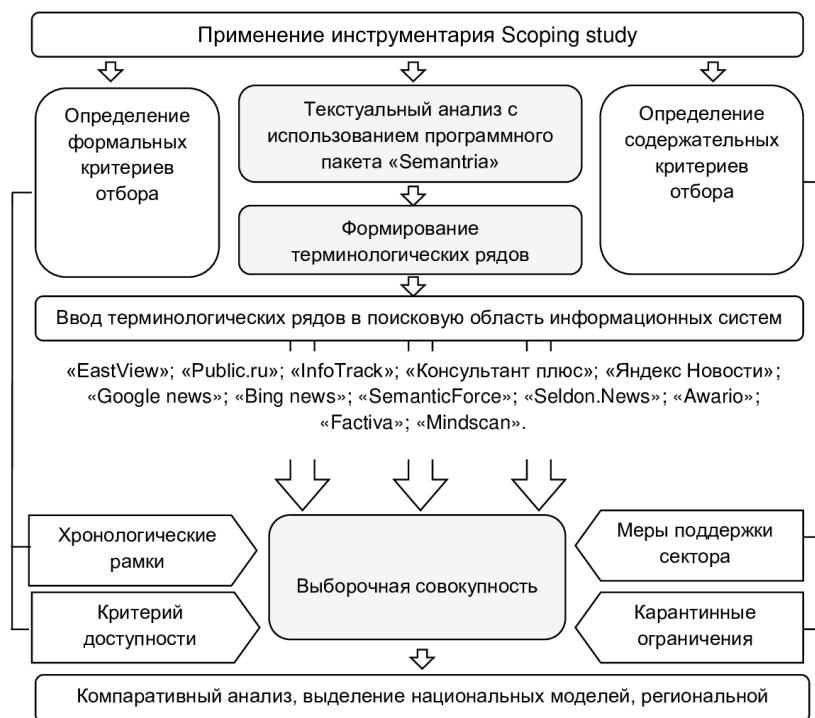 Применение инструментария Scoping study
Определение
формальных
критериев
отбора
Текстуальный анализ с
использованием программного
пакета «Semantria»
Определение
содержательных
критериев
отбора
Формирование
терминологических рядов
Ввод терминологических рядов в поисковую область информационных систем
«EastView»; «Public.ru»; «InfoTrack»; «Консультант плюс»; «Яндекс Новости»;
«Google news»; «Bing news»; «SemanticForce»; «Seldon.News»; «Awario»;
«Factiva»; «Mindscan».
Хронологические
рамки
Выборочная совокупность
Меры поддержки
сектора
Критерий
доступности
Карантинные
ограничения
Компаративный анализ, выделение национальных моделей, региональной